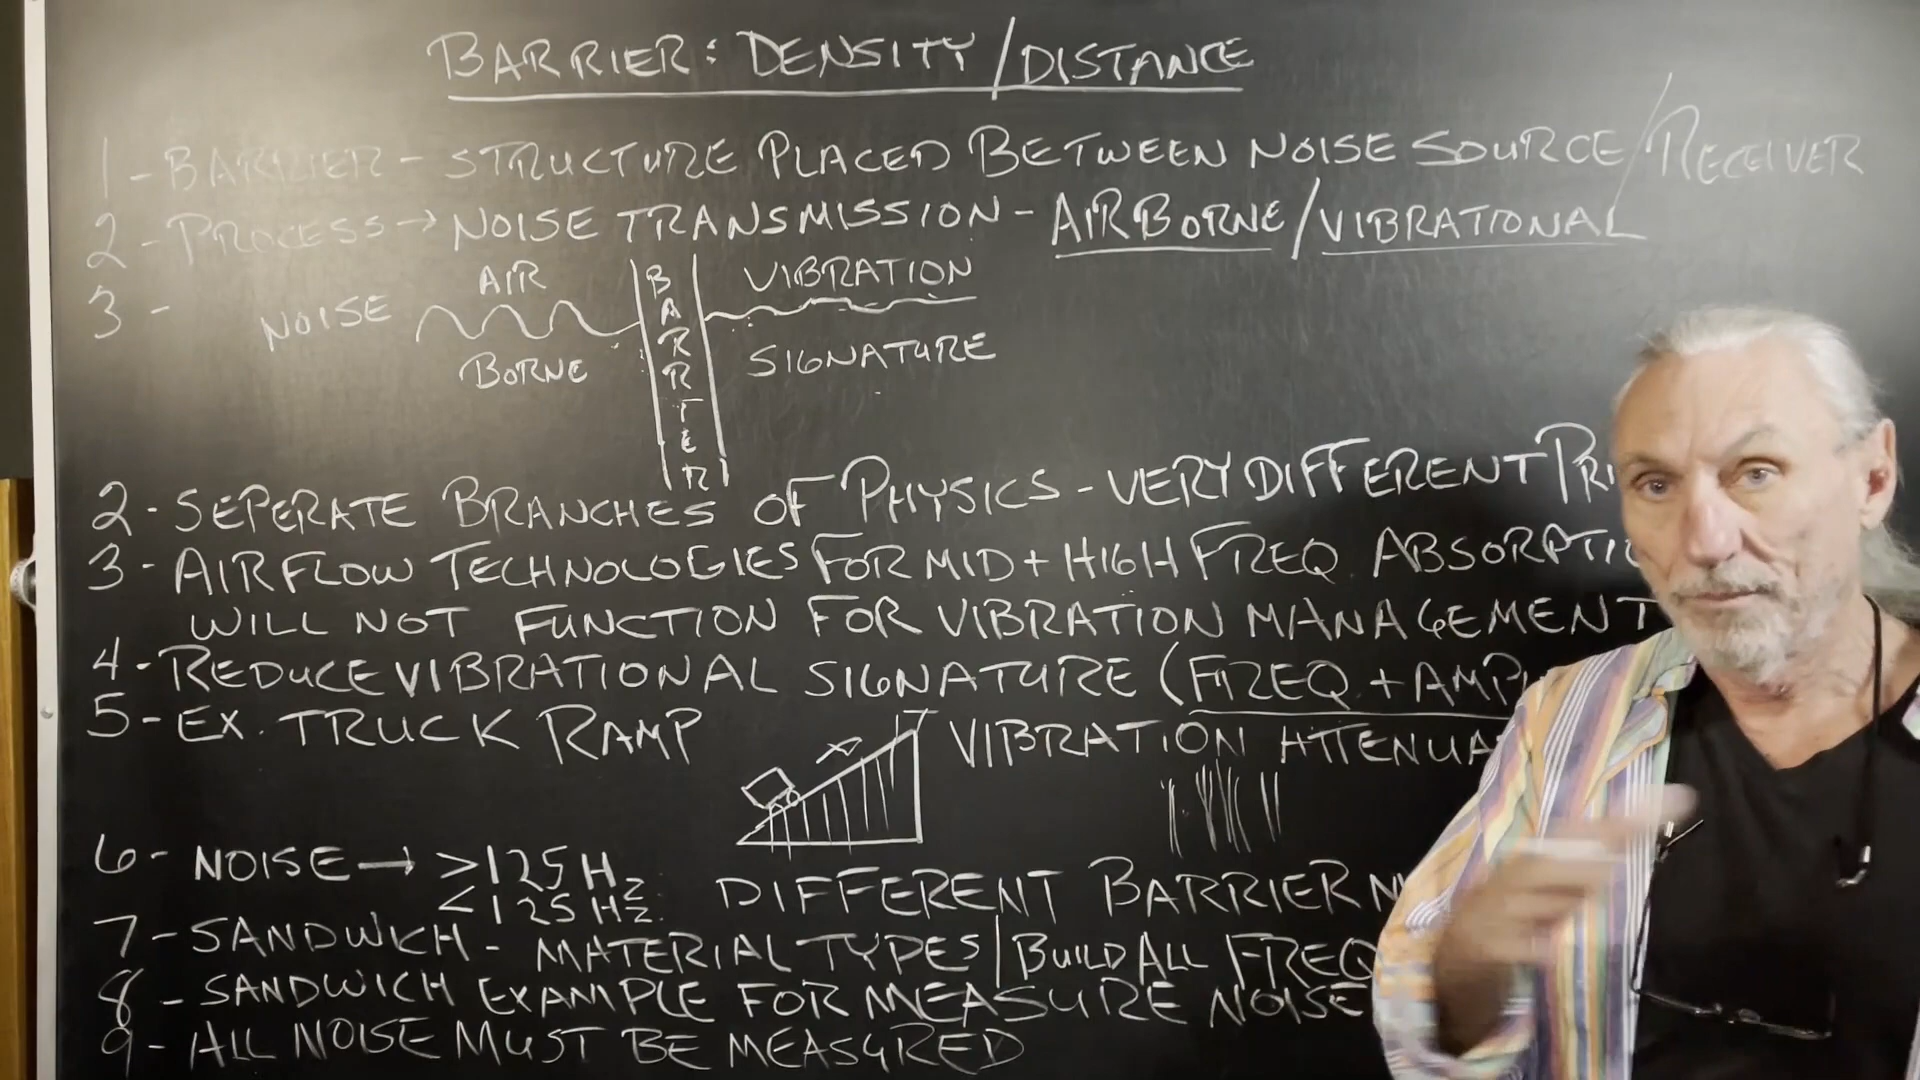 BARRIER: DENSITY/DISTANCE
1 - BARRIER - STRUCTURE PLACED BETWEEN NOISE SOURCE/RECEIVER
2 - PROCESS → NOISE TRANSMISSION - AIRBORNE/VIBRATIONAL
3 -
NOISE
AIR
BORNE
BARRIER
VIBRATION
SIGNATURE
2 - SEPERATE BRANCHES OF PHYSICS - VERY DIFFERENT
3 - AIRFLOW TECHNOLOGIES FOR MID + HIGH FREQ. ABSORPTI
WILL NOT FUNCTION FOR VIBRATION MANAGEMENT
4 - REDUCE VIBRATIONAL SIGNATURE (FREQ. + AMP
5 - EX. TRUCK RAMP
VIBRATION ATTENUA
6 - NOISE → >125 HZ
<125 HZ.
DIFFERENT BARRIER
7 - SANDWICH - MATERIAL TYPES | BUILD ALL FREQ
8 - SANDWICH EXAMPLE FOR MEASURE NOISE
9 - ALL NOISE MUST BE MEASURED